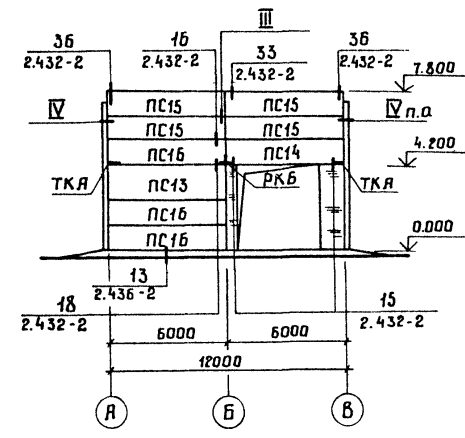 III
36
2.432-2
16
2.432-2
33
2.432-2
36
2.432-2
7.800
IV
ПС15
ПС15
IV п.о.
ПС15
ПС15
ПС16
ПС14
4.200
ТКА
РКБ
ТКА
ПС13
ПС16
ПС16
0.000
13
2.436-2
18
2.432-2
15
2.432-2
6000
6000
12000
А
Б
В